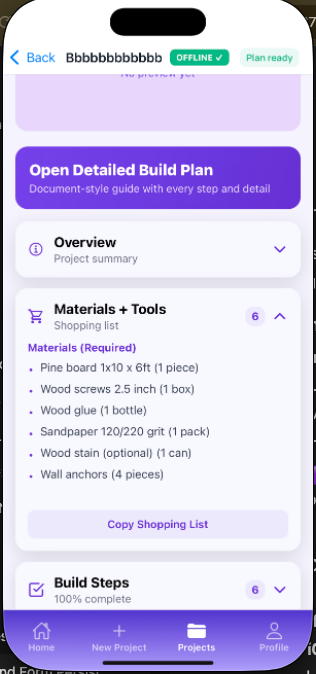 Back
Bbbbbbbbbbbb
OFFLINE ✓
Plan ready
No preview yet
Open Detailed Build Plan
Document-style guide with every step and detail
Overview
Project summary
Materials + Tools
Shopping list
6
Materials (Required)
• Pine board 1x10 x 6ft (1 piece)
• Wood screws 2.5 inch (1 box)
• Wood glue (1 bottle)
• Sandpaper 120/220 grit (1 pack)
• Wood stain (optional) (1 can)
• Wall anchors (4 pieces)
Copy Shopping List
Build Steps
100% complete
6
Home
New Project
Projects
Profile